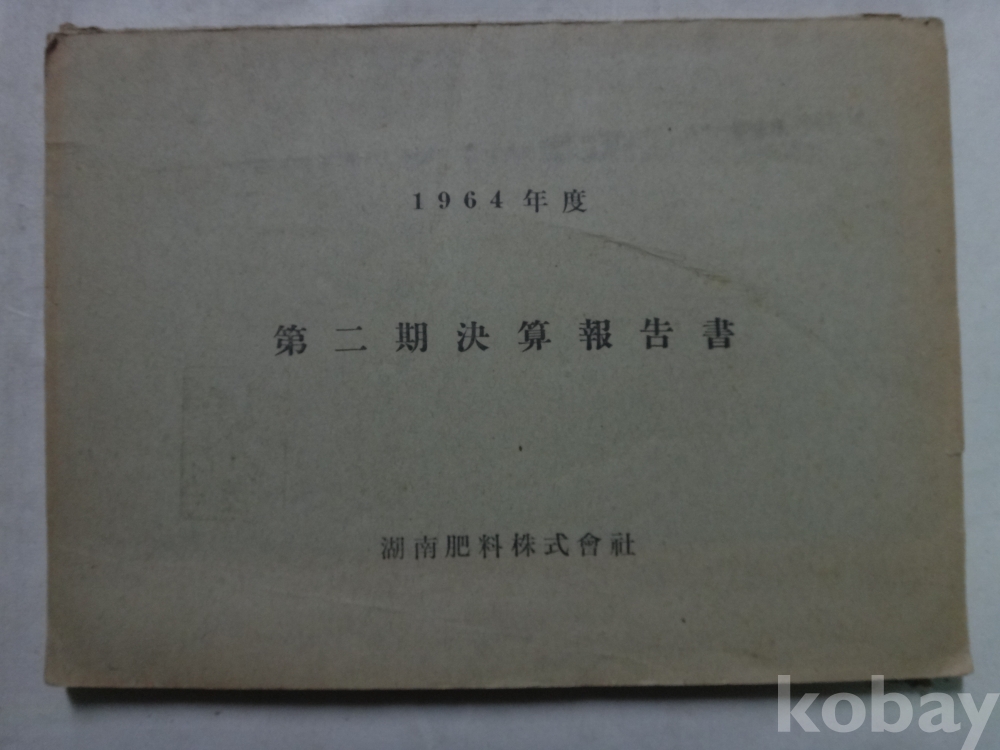 1964年度
第二期決算報告書
湖南肥料株式會社
kobay